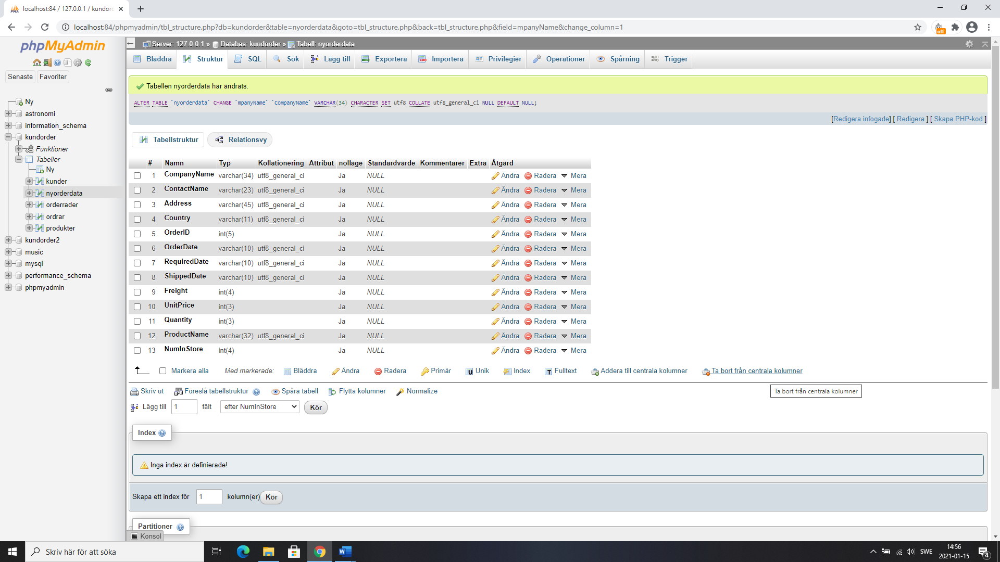 localhost:84 / 127.0.0.1 / kundorc
localhost:84/phpmyadmin/tbl_structure.php?db=kundorder&table=nyorderdata&goto=tbl_structure.php&back=tbl_structure.php&field=mpanyName&change_column=1
off
phpMyAdmin
Senaste Favoriter
Ny
astronomi
information_schema
kundorder
Funktioner
Tabeller
Ny
kunder
nyorderdata
orderrader
ordrar
produkter
kundorder2
music
mysql
performance_schema
phpmyadmin
Server: 127.0.0.1 » Databas: kundorder » Tabell: nyorderdata
Bläddra Struktur SQL Sök Lägg till Exportera Importera Privilegier Operationer Spårning Trigger
Tabellen nyorderdata har ändrats.
ALTER TABLE `nyorderdata` CHANGE `mpanyName` `CompanyName` VARCHAR(34) CHARACTER SET utf8 COLLATE utf8_general_ci NULL DEFAULT NULL;
[Redigera infogade] [ Redigera ] [ Skapa PHP-kod ]
Tabellstruktur Relationsvy
# Namn Typ Kollationering Attribut nolläge Standardvärde Kommentarer Extra Åtgärd
1 CompanyName varchar(34) utf8_general_ci Ja NULL Ändra Radera Mera
2 ContactName varchar(23) utf8_general_ci Ja NULL Ändra Radera Mera
3 Address varchar(45) utf8_general_ci Ja NULL Ändra Radera Mera
4 Country varchar(11) utf8_general_ci Ja NULL Ändra Radera Mera
5 OrderID int(5) Ja NULL Ändra Radera Mera
6 OrderDate varchar(10) utf8_general_ci Ja NULL Ändra Radera Mera
7 RequiredDate varchar(10) utf8_general_ci Ja NULL Ändra Radera Mera
8 ShippedDate varchar(10) utf8_general_ci Ja NULL Ändra Radera Mera
9 Freight int(4) Ja NULL Ändra Radera Mera
10 UnitPrice int(3) Ja NULL Ändra Radera Mera
11 Quantity int(3) Ja NULL Ändra Radera Mera
12 ProductName varchar(32) utf8_general_ci Ja NULL Ändra Radera Mera
13 NumInStore int(4) Ja NULL Ändra Radera Mera
Markera alla Med markerade: Bläddra Ändra Radera Primär Unik Index Fulltext Addera till centrala kolumner Ta bort från centrala kolumner
Skriv ut Föreslå tabellstruktur Spåra tabell Flytta kolumner Normalize
Ta bort från centrala kolumner
Lägg till 1 fält efter NumInStore Kör
Index
Inga index är definierade!
Skapa ett index för 1 kolumn(er) Kör
Partitioner
Konsol
Skriv här för att söka
SWE
14:56
2021-01-15
4